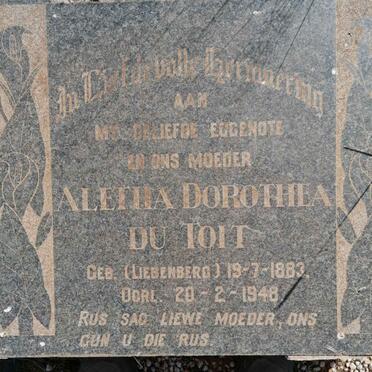 In Liefdevolle Herinnering
AAN
MY GELIEFDE EGGENOTE
EN ONS MOEDER
ALETHA DOROTHEA
DU TOIT
GEB. (LIEBENBERG) 19-7-1883.
OORL. 20-2-1948.
RUS SAG LIEWE MOEDER, ONS
GUN U DIE RUS.